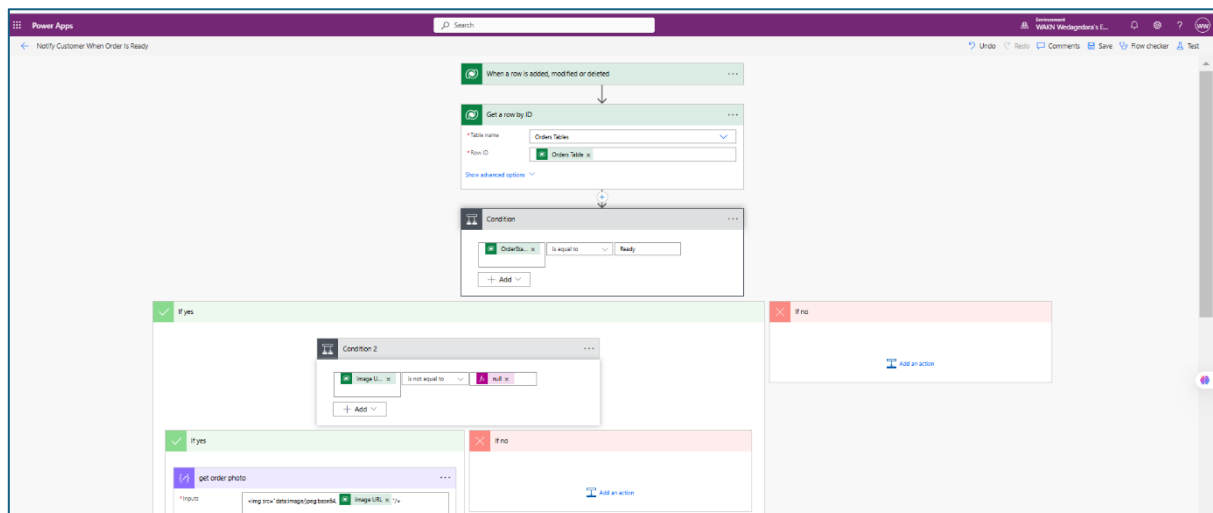 Power Apps
Search
Environment
WAKN Wedagedara's E...
WW
Notify Customer When Order Is Ready
Undo
Redo
Comments
Save
Flow checker
Test
When a row is added, modified or deleted
Get a row by ID
* Table name
Orders Tables
* Row ID
Orders Table ×
Show advanced options
Condition
OrderSta... ×
is equal to
Ready
+ Add
If yes
If no
Condition 2
Add an action
Image U... ×
is not equal to
fx null ×
+ Add
If yes
If no
get order photo
* Inputs
<img src="data:image/jpeg;base64, Image URL × "/>
Add an action